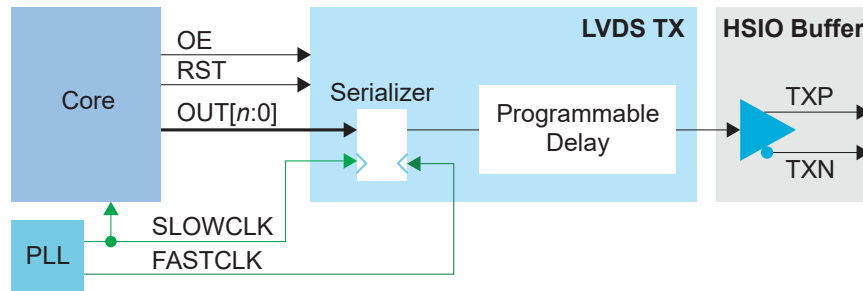 OE
RST
OUT[n:0]
Core
LVDS TX
Serializer
Programmable
Delay
HSIO Buffer
TXP
TXN
SLOWCLK
FASTCLK
PLL